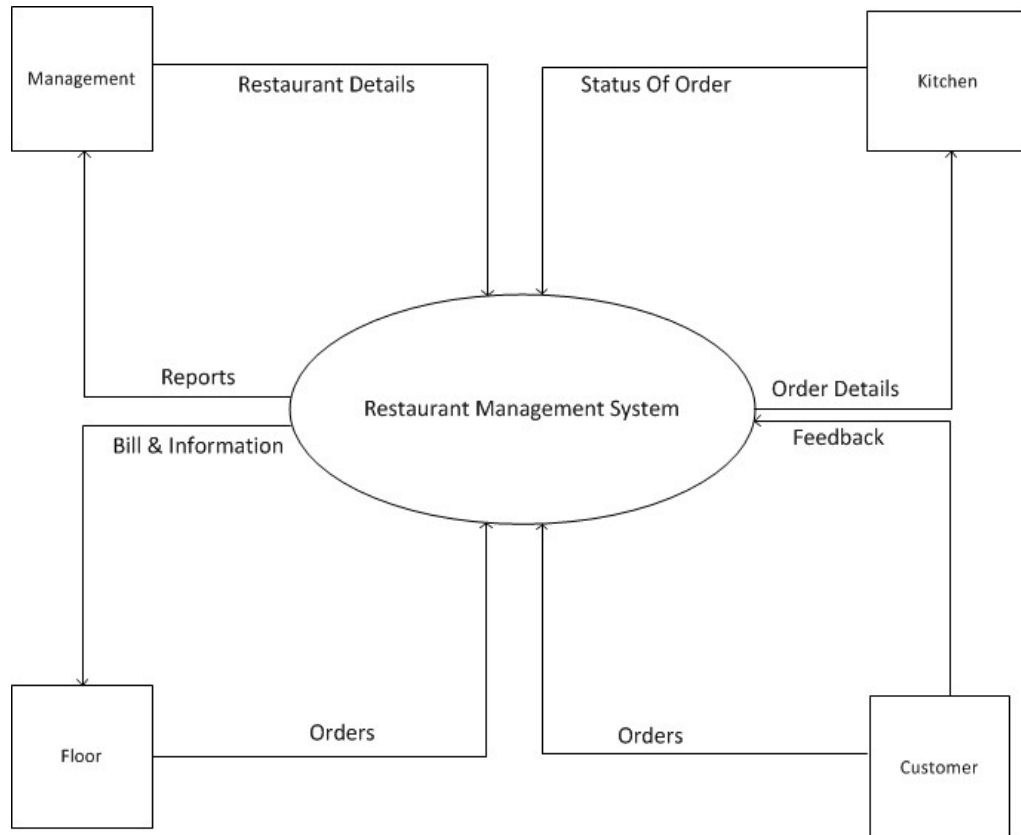 Management
Restaurant Details
Status Of Order
Kitchen
Reports
Restaurant Management System
Order Details
Bill & Information
Feedback
Floor
Orders
Orders
Customer